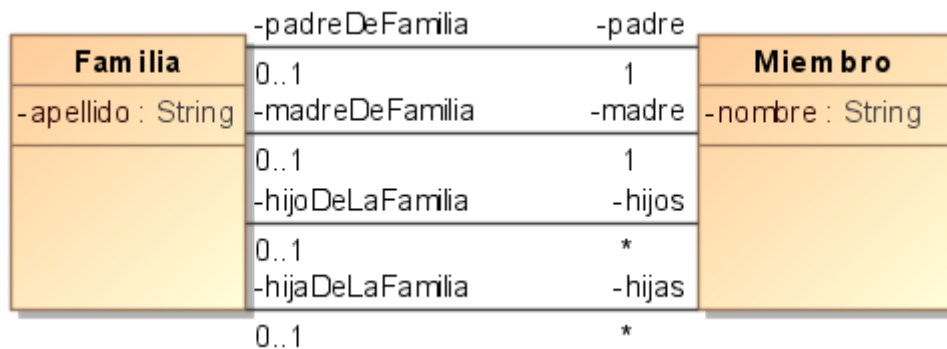 -padreDeFamilia -padre
Familia
0..1 1
Miembro
-apellido : String
-madreDeFamilia -madre
-nombre : String
0..1 1
-hijoDeLaFamilia -hijos
0..1 *
-hijaDeLaFamilia -hijas
0..1 *